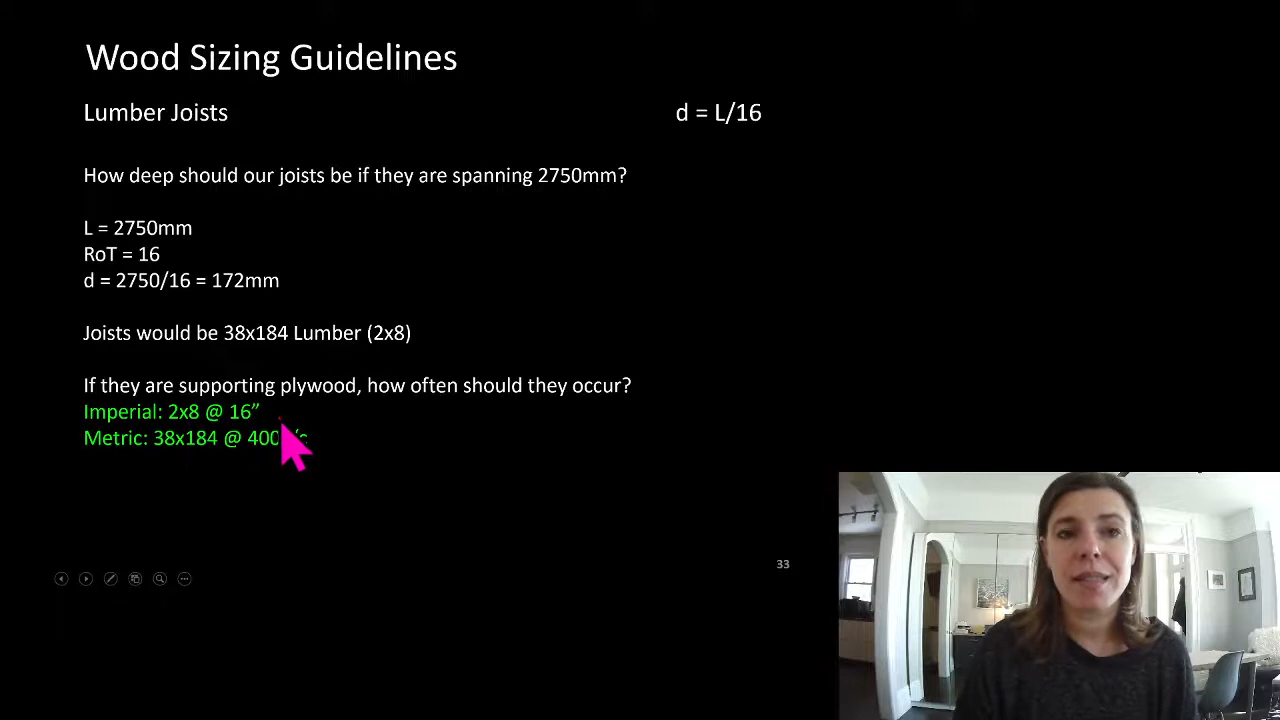 Wood Sizing Guidelines
Lumber Joists d = L/16
How deep should our joists be if they are spanning 2750mm?
L = 2750mm
RoT = 16
d = 2750/16 = 172mm
Joists would be 38x184 Lumber (2x8)
If they are supporting plywood, how often should they occur?
Imperial: 2x8 @ 16”
Metric: 38x184 @ 400
33